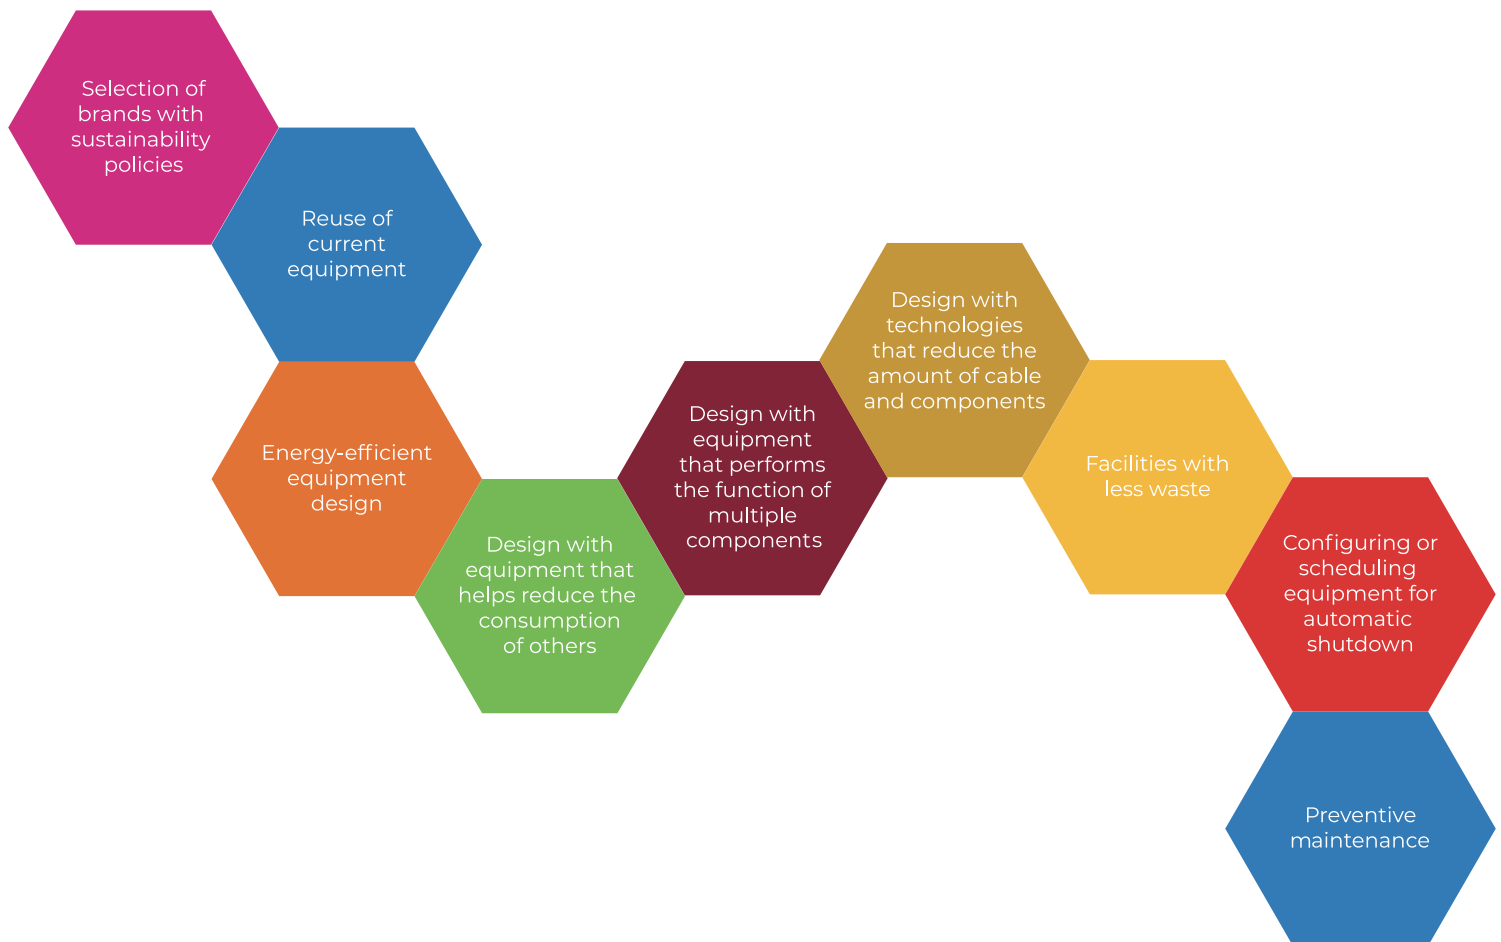 Selection of
brands with
sustainability
policies
Reuse of
current
equipment
Energy-efficient
equipment
design
Design with
equipment that
helps reduce the
consumption
of others
Design with
equipment
that performs
the function of
multiple
components
Design with
technologies
that reduce the
amount of cable
and components
Facilities with
less waste
Configuring or
scheduling
equipment for
automatic
shutdown
Preventive
maintenance